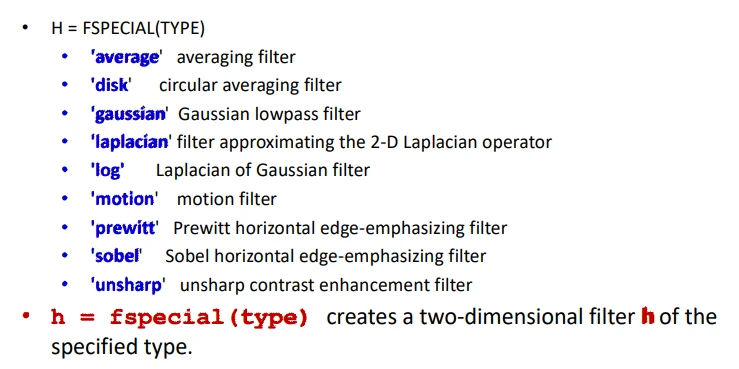 • H = FSPECIAL(TYPE)
• 'average' averaging filter
• 'disk' circular averaging filter
• 'gaussian' Gaussian lowpass filter
• 'laplacian' filter approximating the 2-D Laplacian operator
• 'log' Laplacian of Gaussian filter
• 'motion' motion filter
• 'prewitt' Prewitt horizontal edge-emphasizing filter
• 'sobel' Sobel horizontal edge-emphasizing filter
• 'unsharp' unsharp contrast enhancement filter
• h = fspecial(type) creates a two-dimensional filter h of the
specified type.